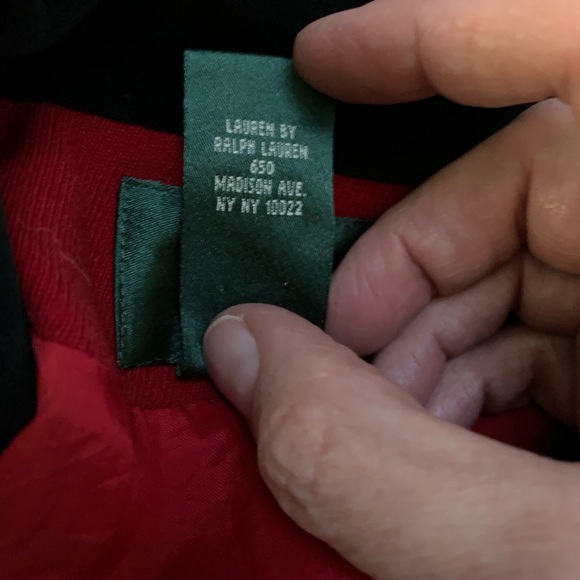 LAUREN BY
RALPH LAUREN
650
MADISON AVE.
NY NY 10022